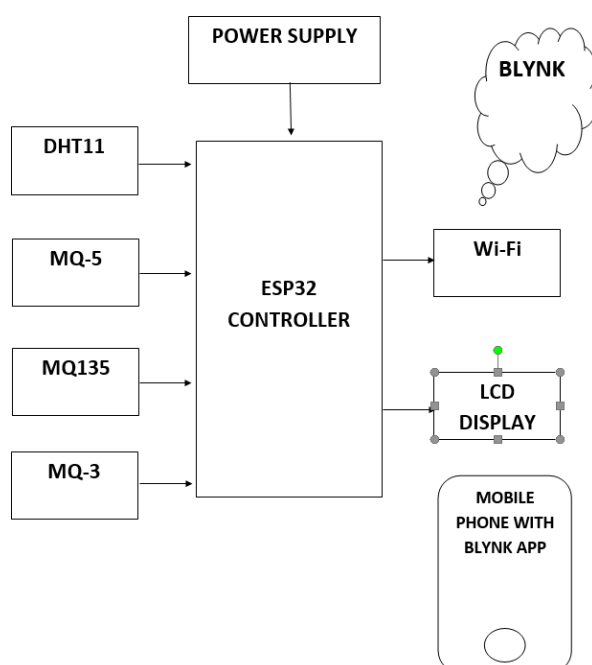 POWER SUPPLY
BLYNK
DHT11
MQ-5
MQ135
MQ-3
ESP32
CONTROLLER
Wi-Fi
LCD
DISPLAY
MOBILE
PHONE WITH
BLYNK APP